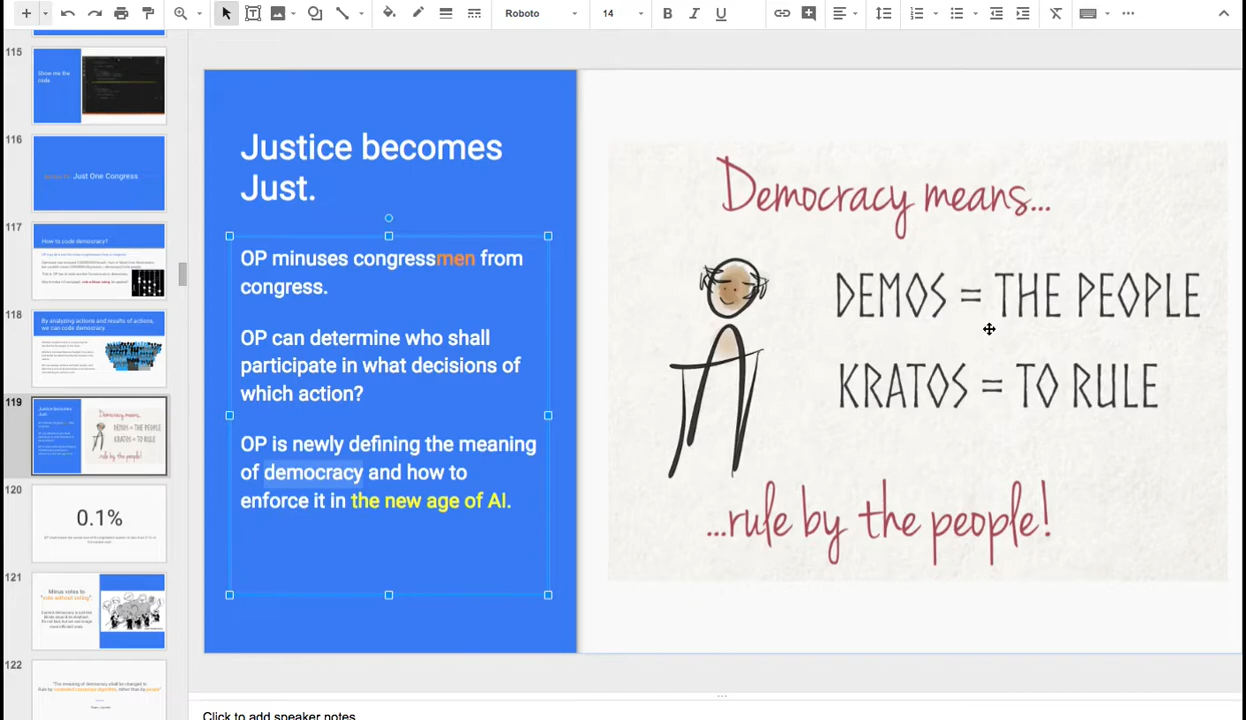 Roboto
14
B I U
115
Show me the
code.
116
Just One Congress
117
How to code democracy?
118
By analyzing actions and results of actions,
we can code democracy
119
Justice becomes
Just.
Democracy means...
DEMOS = THE PEOPLE
KRATOS = TO RULE
...rule by the people!
120
0.1%
121
Minus votes to
"vote without voting".
122
Justice becomes
Just.
OP minuses congressmen from
congress.
OP can determine who shall
participate in what decisions of
which action?
OP is newly defining the meaning
of democracy and how to
enforce it in the new age of AI.
Democracy means...
DEMOS = THE PEOPLE
KRATOS = TO RULE
...rule by the people!
Click to add speaker notes